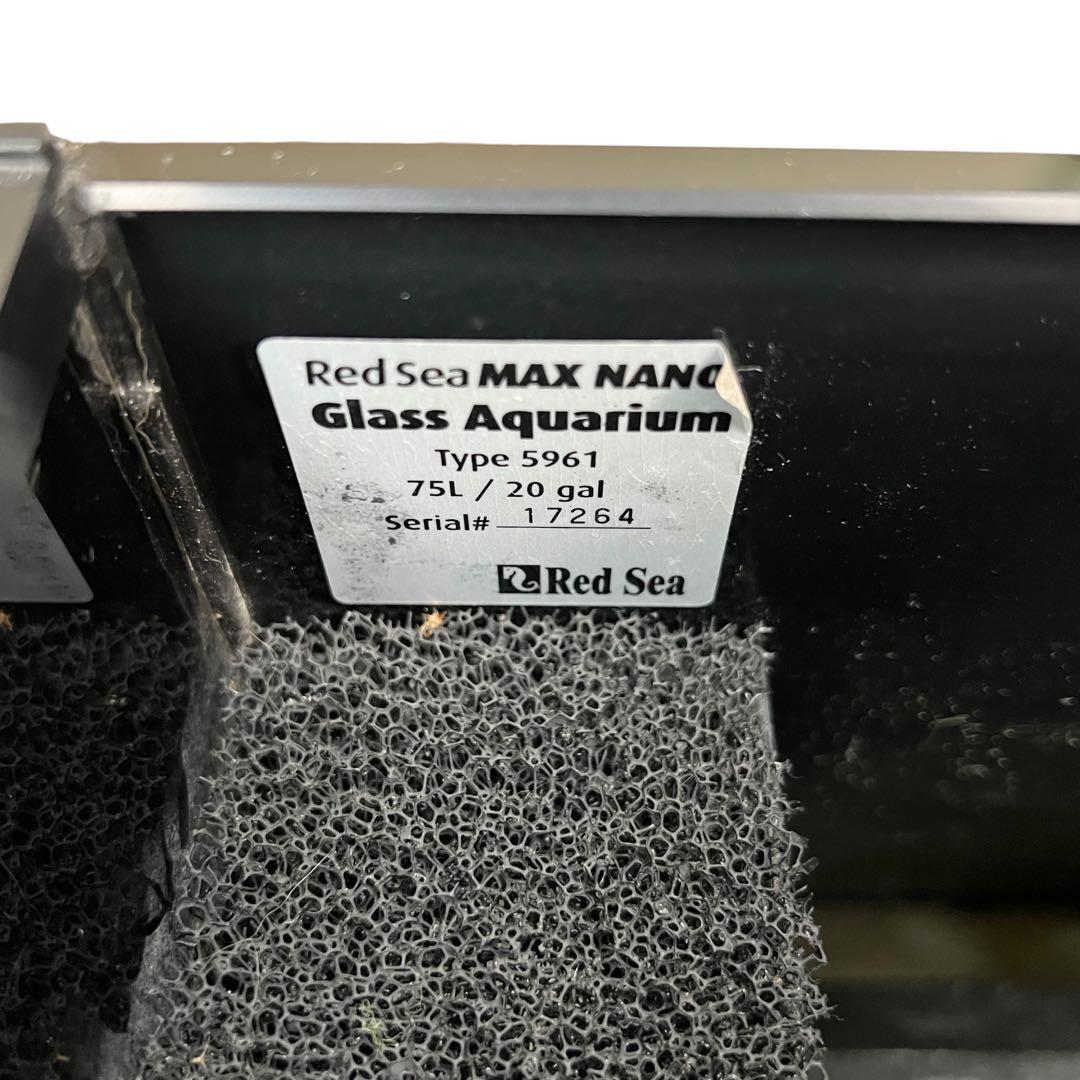 Red Sea MAX NANO
Glass Aquarium
Type 5961
75L / 20 gal
Serial# 17264
Red Sea